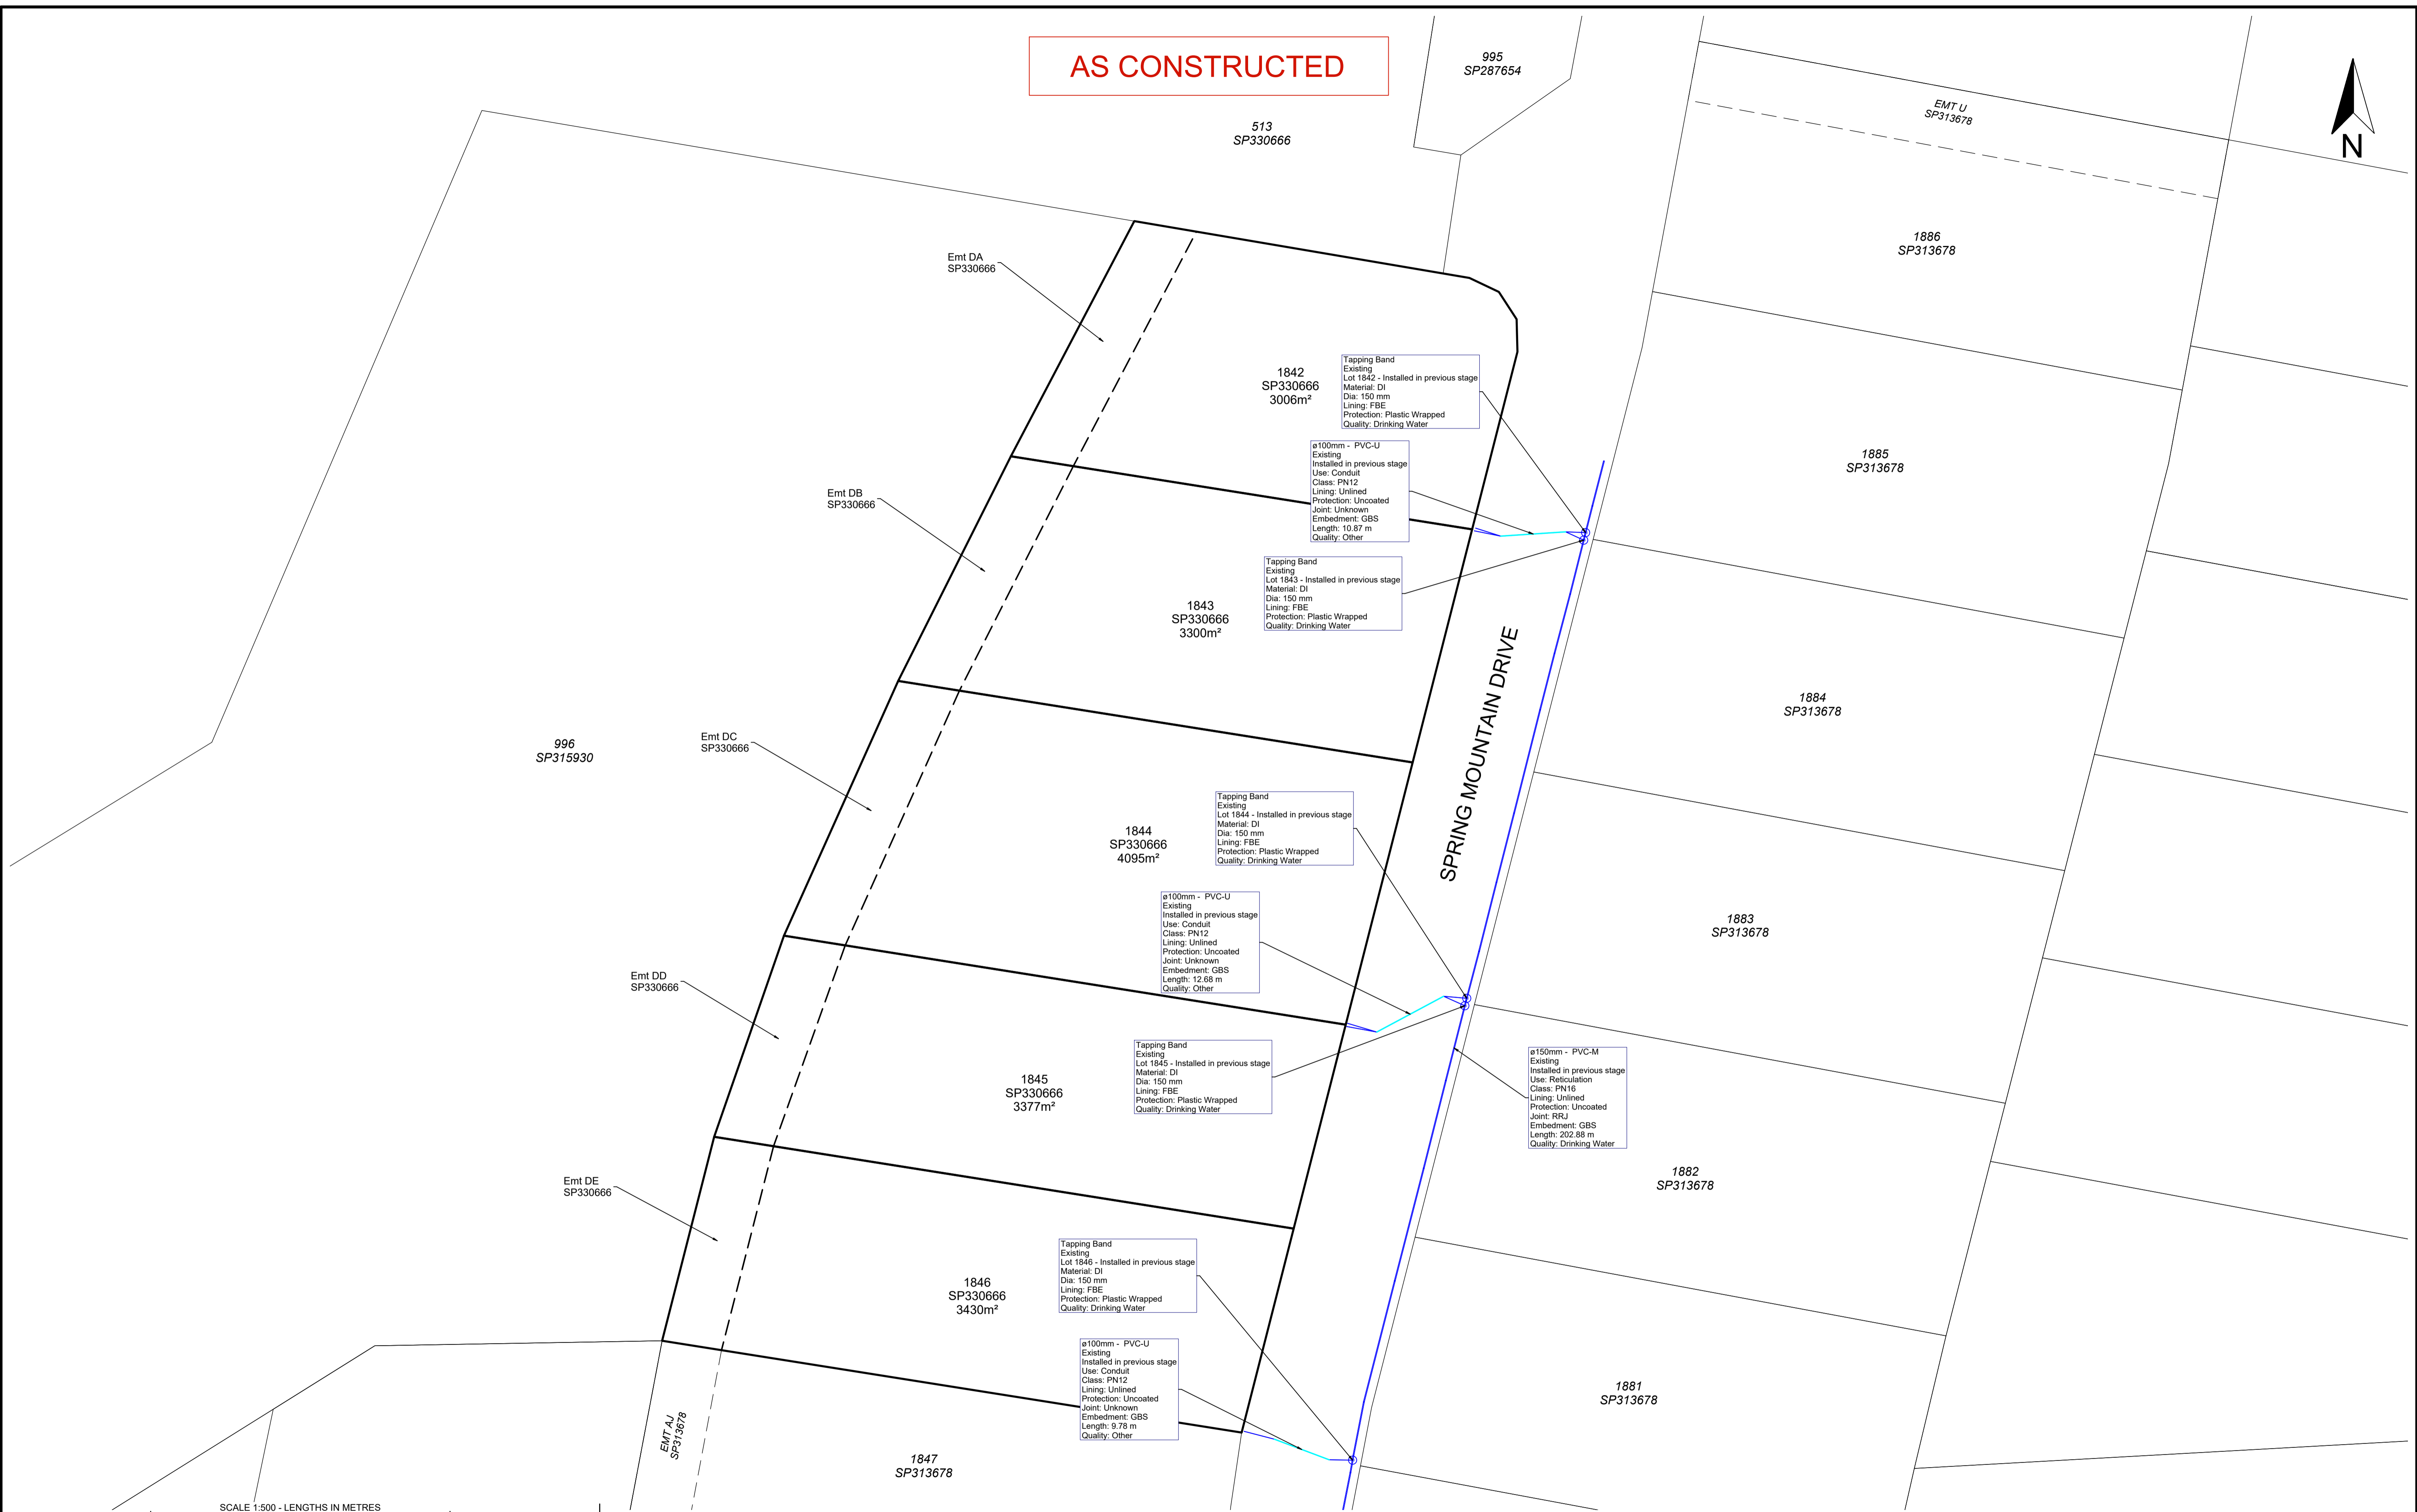 AS CONSTRUCTED
995
SP287654
513
SP330666
EMT U
SP313678
N
1886
SP313678
Emt DA
SP330666
1842
SP330666
3006m²
Tapping Band
Existing
Lot 1842 - Installed in previous stage
Material: DI
Dia: 150 mm
Lining: FBE
Protection: Plastic Wrapped
Quality: Drinking Water
ø100mm - PVC-U
Existing
Installed in previous stage
Use: Conduit
Class: PN12
Lining: Unlined
Protection: Uncoated
Joint: Unknown
Embedment: GBS
Length: 10.87 m
Quality: Other
1885
SP313678
Emt DB
SP330666
Tapping Band
Existing
Lot 1843 - Installed in previous stage
Material: DI
Dia: 150 mm
Lining: FBE
Protection: Plastic Wrapped
Quality: Drinking Water
1843
SP330666
3300m²
SPRING MOUNTAIN DRIVE
1884
SP313678
996
SP315930
Emt DC
SP330666
1844
SP330666
4095m²
Tapping Band
Existing
Lot 1844 - Installed in previous stage
Material: DI
Dia: 150 mm
Lining: FBE
Protection: Plastic Wrapped
Quality: Drinking Water
ø100mm - PVC-U
Existing
Installed in previous stage
Use: Conduit
Class: PN12
Lining: Unlined
Protection: Uncoated
Joint: Unknown
Embedment: GBS
Length: 12.68 m
Quality: Other
1883
SP313678
Emt DD
SP330666
Tapping Band
Existing
Lot 1845 - Installed in previous stage
Material: DI
Dia: 150 mm
Lining: FBE
Protection: Plastic Wrapped
Quality: Drinking Water
1845
SP330666
3377m²
ø150mm - PVC-M
Existing
Installed in previous stage
Use: Reticulation
Class: PN16
Lining: Unlined
Protection: Uncoated
Joint: RRJ
Embedment: GBS
Length: 202.88 m
Quality: Drinking Water
1882
SP313678
Emt DE
SP330666
1846
SP330666
3430m²
Tapping Band
Existing
Lot 1846 - Installed in previous stage
Material: DI
Dia: 150 mm
Lining: FBE
Protection: Plastic Wrapped
Quality: Drinking Water
ø100mm - PVC-U
Existing
Installed in previous stage
Use: Conduit
Class: PN12
Lining: Unlined
Protection: Uncoated
Joint: Unknown
Embedment: GBS
Length: 9.78 m
Quality: Other
1881
SP313678
EMT AJ
SP313678
1847
SP313678
SCALE 1:500 - LENGTHS IN METRES